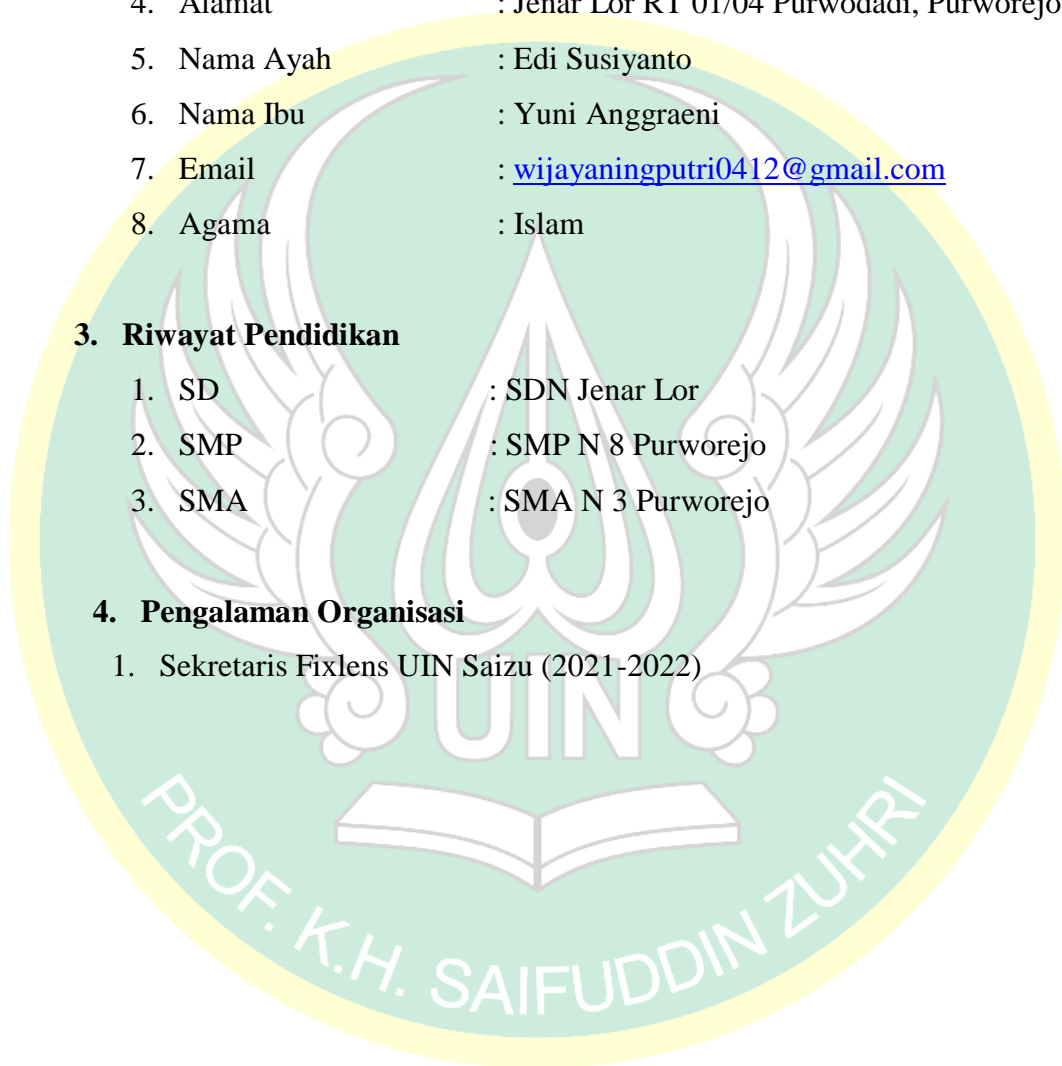 4. Alamat : Jenar Lor RT 01/04 Purwodadi, Purworejo
5. Nama Ayah : Edi Susiyanto
6. Nama Ibu : Yuni Anggraeni
7. Email : wijayaningputri0412@gmail.com
8. Agama : Islam
3. Riwayat Pendidikan
1. SD : SDN Jenar Lor
2. SMP : SMP N 8 Purworejo
3. SMA : SMA N 3 Purworejo
4. Pengalaman Organisasi
1. Sekretaris Fixlens UIN Saizu (2021-2022)
UIN
PROF. K.H. SAIFUDDIN ZUHRI